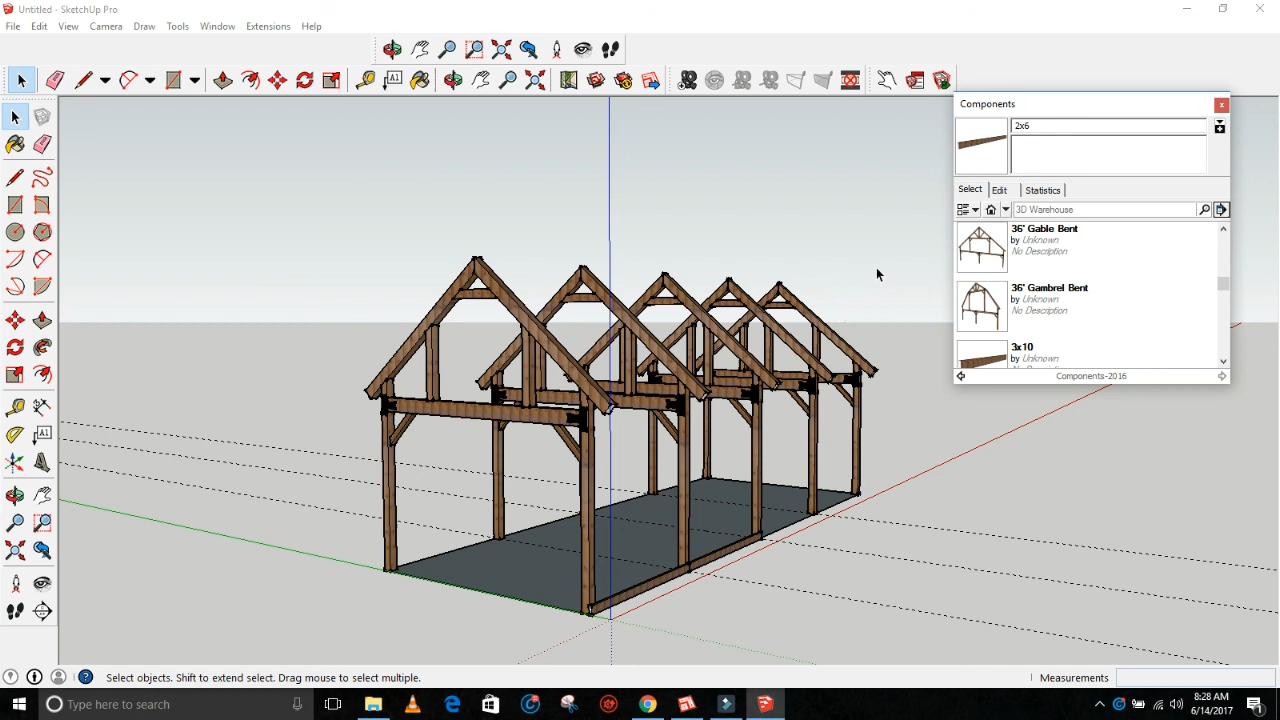 Untitled - SketchUp Pro
File Edit View Camera Draw Tools Window Extensions Help
A1
Components
2x6
Select Edit Statistics
3D Warehouse
36' Gable Bent
by Unknown
No Description
36' Gambrel Bent
by Unknown
No Description
3x10
by Unknown
Components-2016
A1
Select objects. Shift to extend select. Drag mouse to select multiple.
Measurements
Type here to search
8:28 AM
6/14/2017